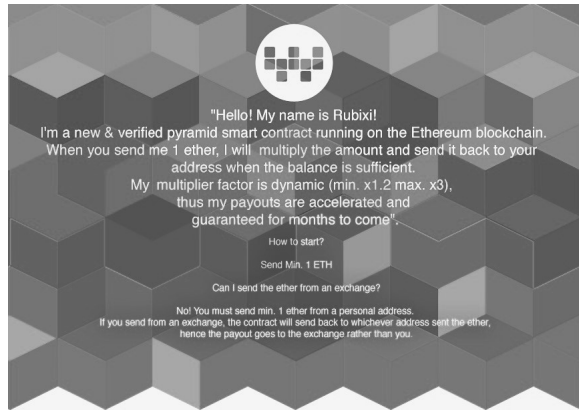 "Hello! My name is Rubixi!
I'm a new & verified pyramid smart contract running on the Ethereum blockchain.
When you send me 1 ether, I will multiply the amount and send it back to your
address when the balance is sufficient.
My multiplier factor is dynamic (min. x1.2 max. x3),
thus my payouts are accelerated and
guaranteed for months to come".
How to start?
Send Min. 1 ETH
Can I send the ether from an exchange?
No! You must send min. 1 ether from a personal address.
If you send from an exchange, the contract will send back to whichever address sent the ether,
hence the payout goes to the exchange rather than you.